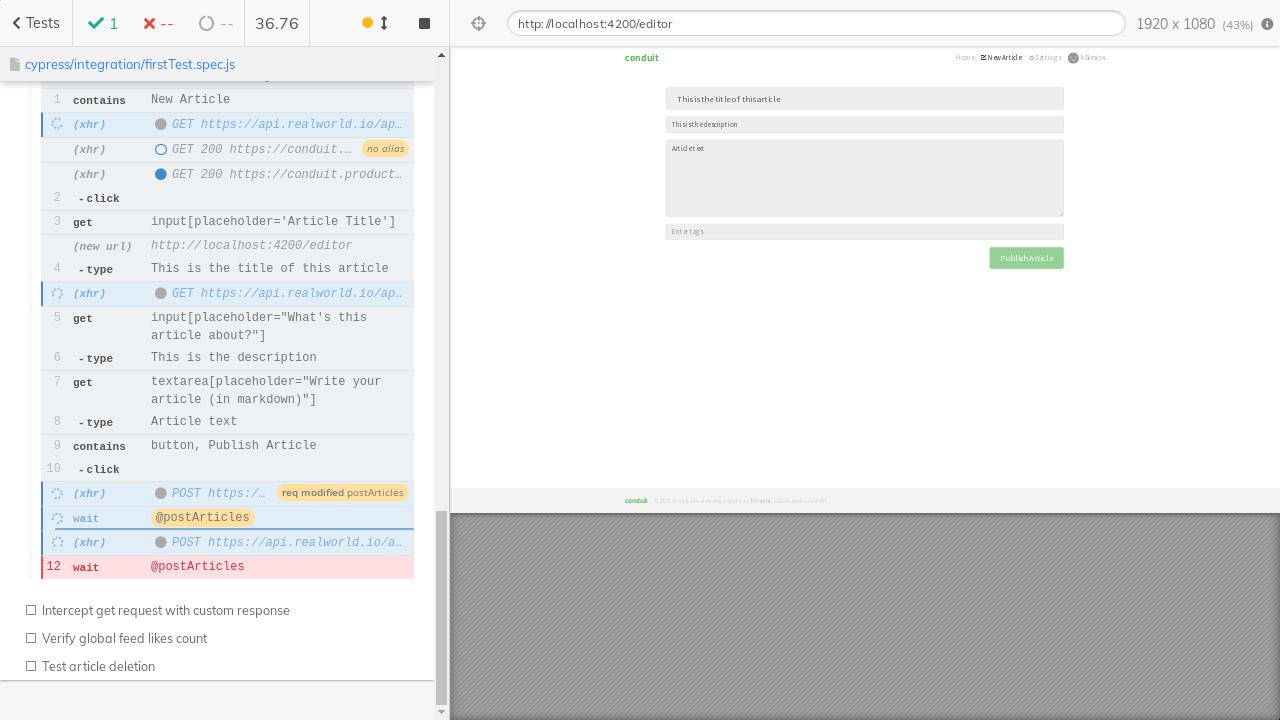 Tests 1 -- -- 36.76
cypress/integration/firstTest.spec.js
1 contains New Article
(xhr) GET https://api.realworld.io/ap…
(xhr) GET 200 https://conduit.… no alias
(xhr) GET 200 https://conduit.product…
2 -click
3 get input[placeholder='Article Title']
(new url) http://localhost:4200/editor
4 -type This is the title of this article
(xhr) GET https://api.realworld.io/ap…
5 get input[placeholder="What's this
article about?"]
6 -type This is the description
7 get textarea[placeholder="Write your
article (in markdown)"]
8 -type Article text
9 contains button, Publish Article
10 -click
(xhr) POST https:/… req modified postArticles
wait @postArticles
(xhr) POST https://api.realworld.io/a…
12 wait @postArticles
Intercept get request with custom response
Verify global feed likes count
Test article deletion
http://localhost:4200/editor 1920 x 1080 (43%)
conduit Home New Article Settings
This is the title of this article
This is the description
Article text
Enter tags
Publish Article
conduit